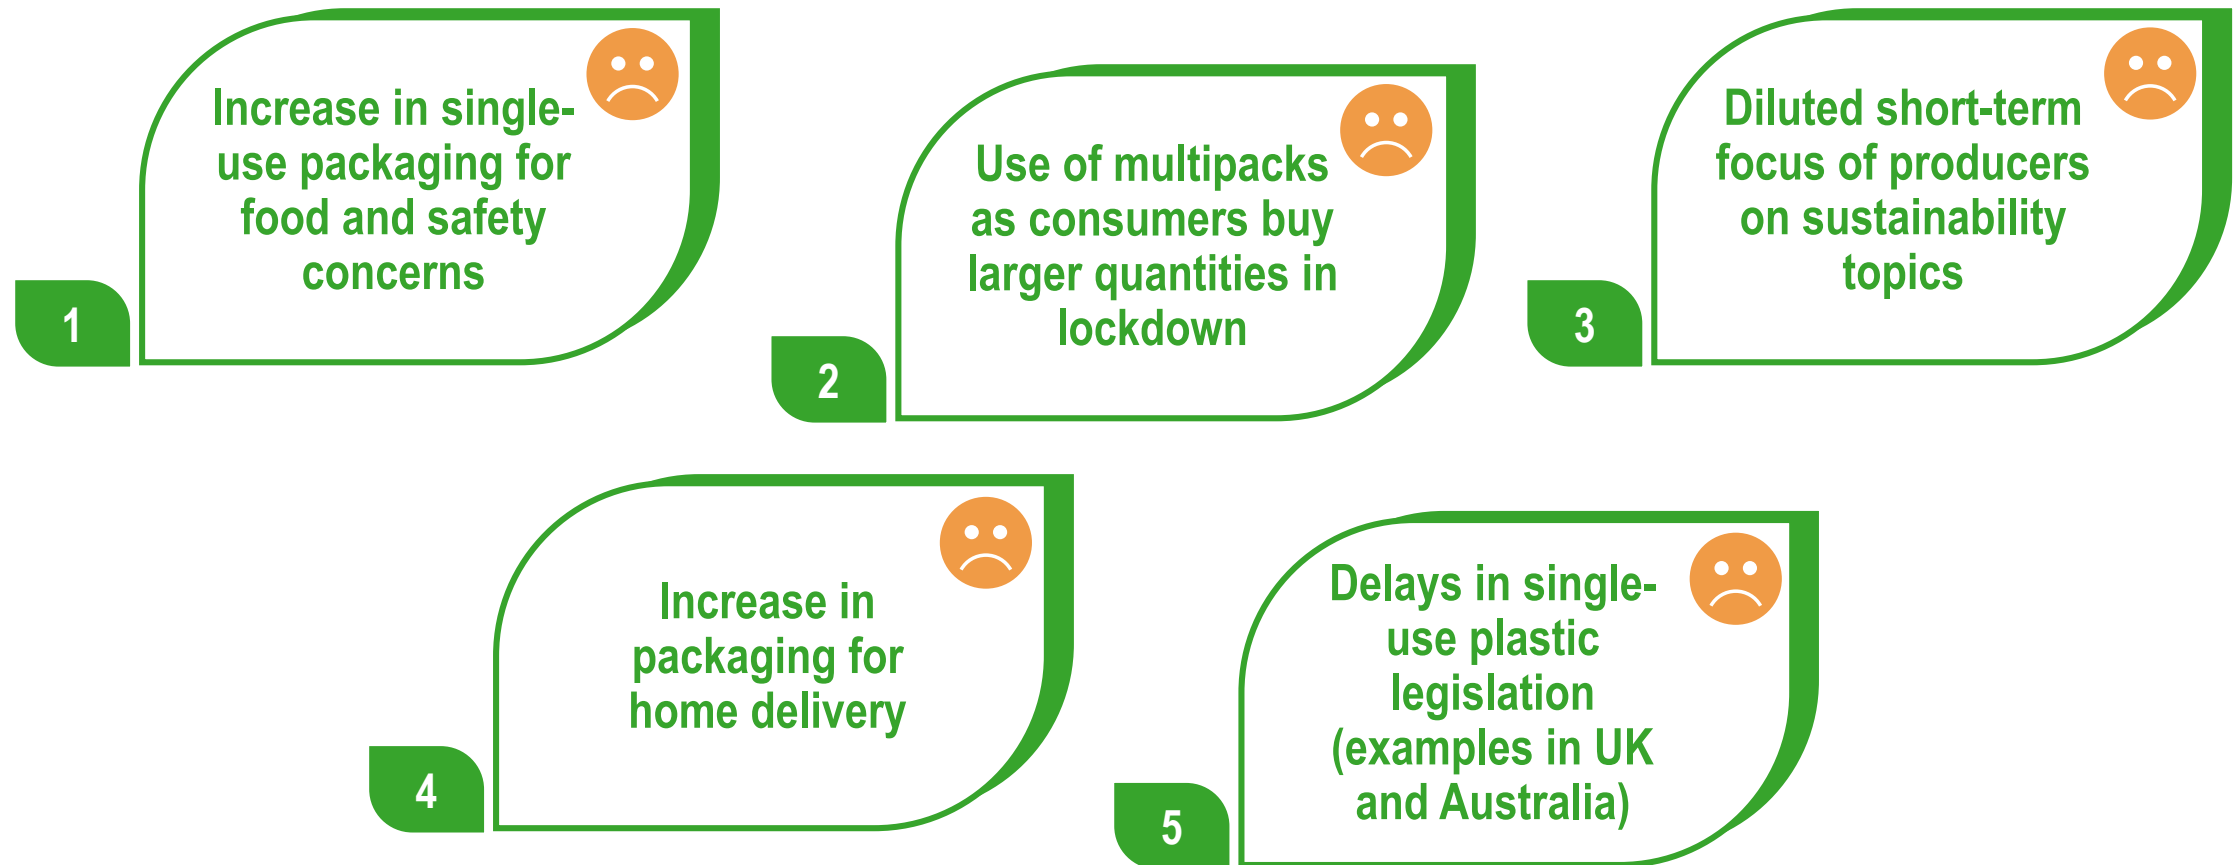 Increase in single-
use packaging for
food and safety
concerns
1
Use of multipacks
as consumers buy
larger quantities in
lockdown
2
Diluted short-term
focus of producers
on sustainability
topics
3
Increase in
packaging for
home delivery
4
Delays in single-
use plastic
legislation
(examples in UK
and Australia)
5